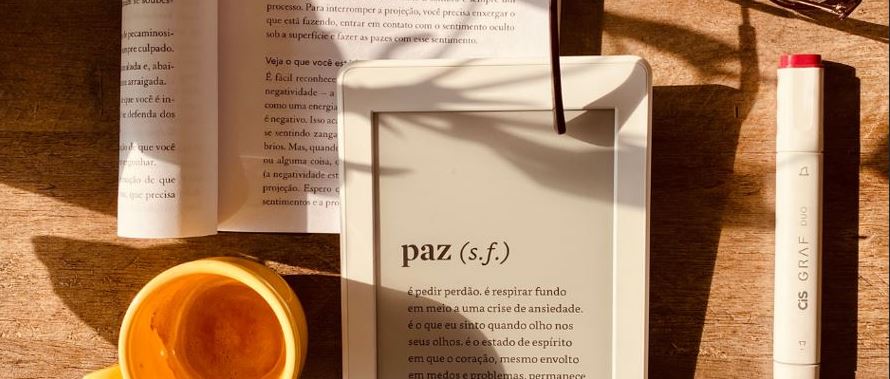 processo. Para interromper a projeção, você precisa enxergar o
que está fazendo, entrar em contato com o sentimento oculto
sob a superfície e fazer as pazes com esse sentimento.
Veja o que você est
É fácil reconhece
negatividade – a
como uma energia
é negativo. Isso ac
se sentindo zanga
brios. Mas, quando
ou alguma coisa,
(a negatividade est
projeção. Espero
sentimentos e a pro
de pecaminosi-
mpre culpado.
lada e, abai-
arraigada.
que você é in-
defenda dos
de que você
de que
, que precisa
paz (s.f.)
é pedir perdão. é respirar fundo
em meio a uma crise de ansiedade.
é o que eu sinto quando olho nos
seus olhos. é o estado de espírito
em que o coração, mesmo envolto
em medos e problemas, permanece
CiS GRAF DUO